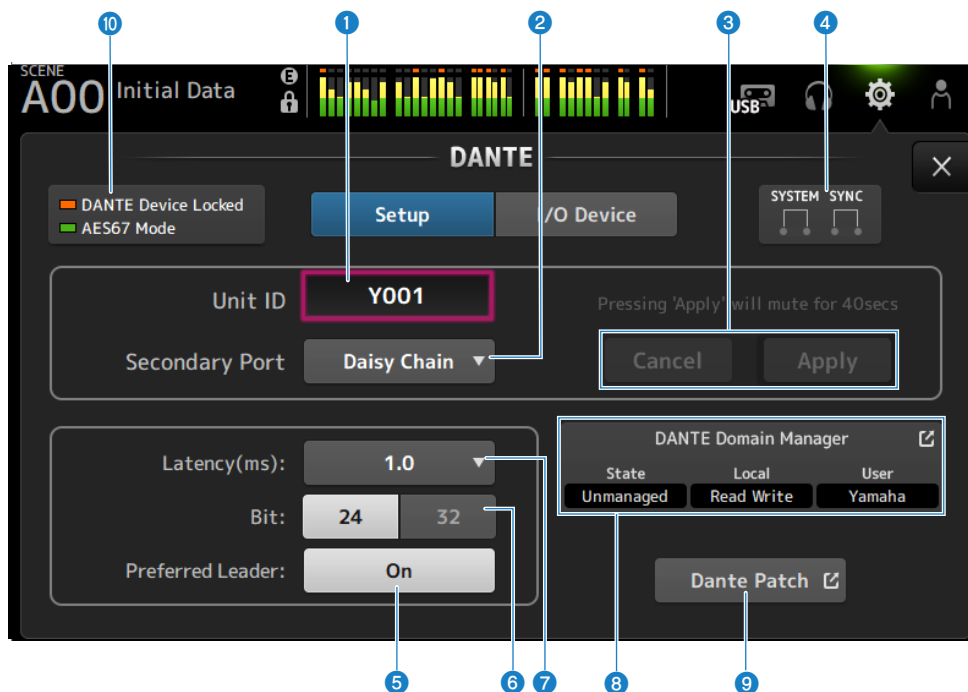 ⑩ ① ② ③ ④
SCENE
A00 Initial Data E
USB
DANTE
DANTE Device Locked
AES67 Mode
Setup I/O Device
SYSTEM SYNC
Unit ID Y001
Pressing 'Apply' will mute for 40secs
Secondary Port Daisy Chain
Cancel Apply
Latency(ms): 1.0
Bit: 24 32
Preferred Leader: On
DANTE Domain Manager
State Local User
Unmanaged Read Write Yamaha
Dante Patch
⑤ ⑥ ⑦ ⑧ ⑨